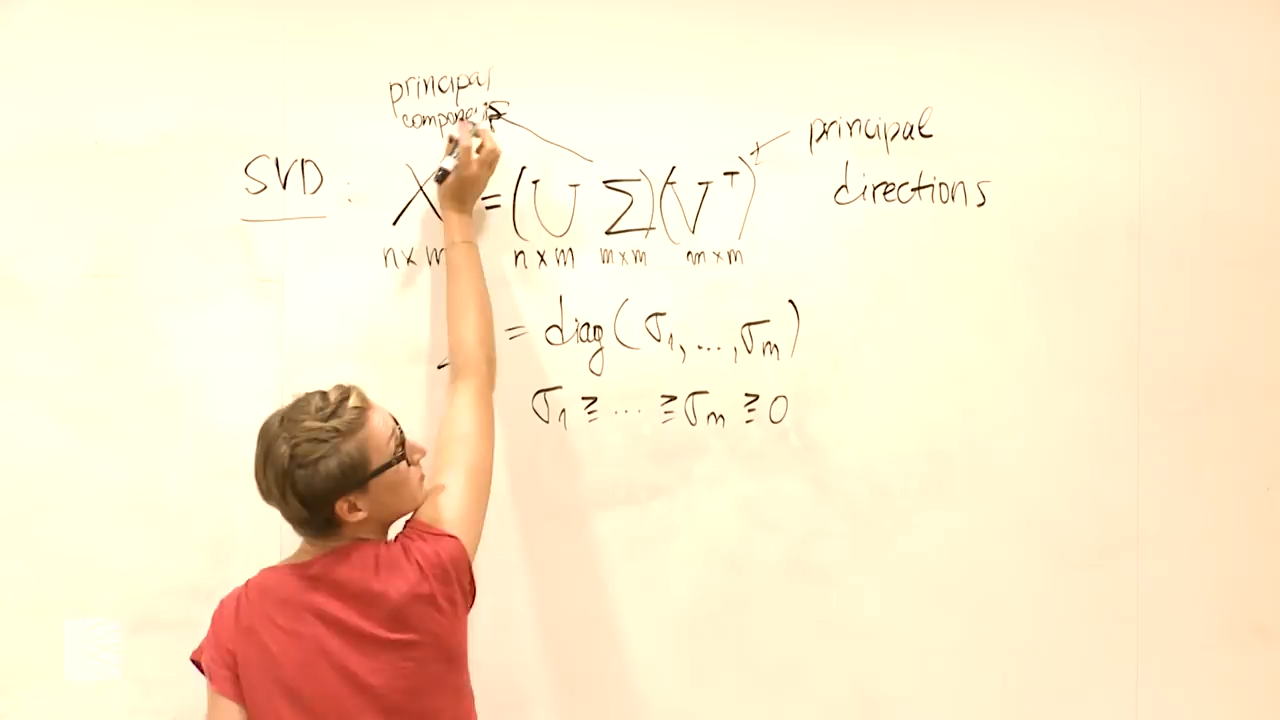 principal
components
SVD : X = (U Σ)(V^T)
principal
directions
n×m n×m m×m m×m
= diag(σ₁, ..., σₘ)
σ₁ ≥ ... ≥ σₘ ≥ 0